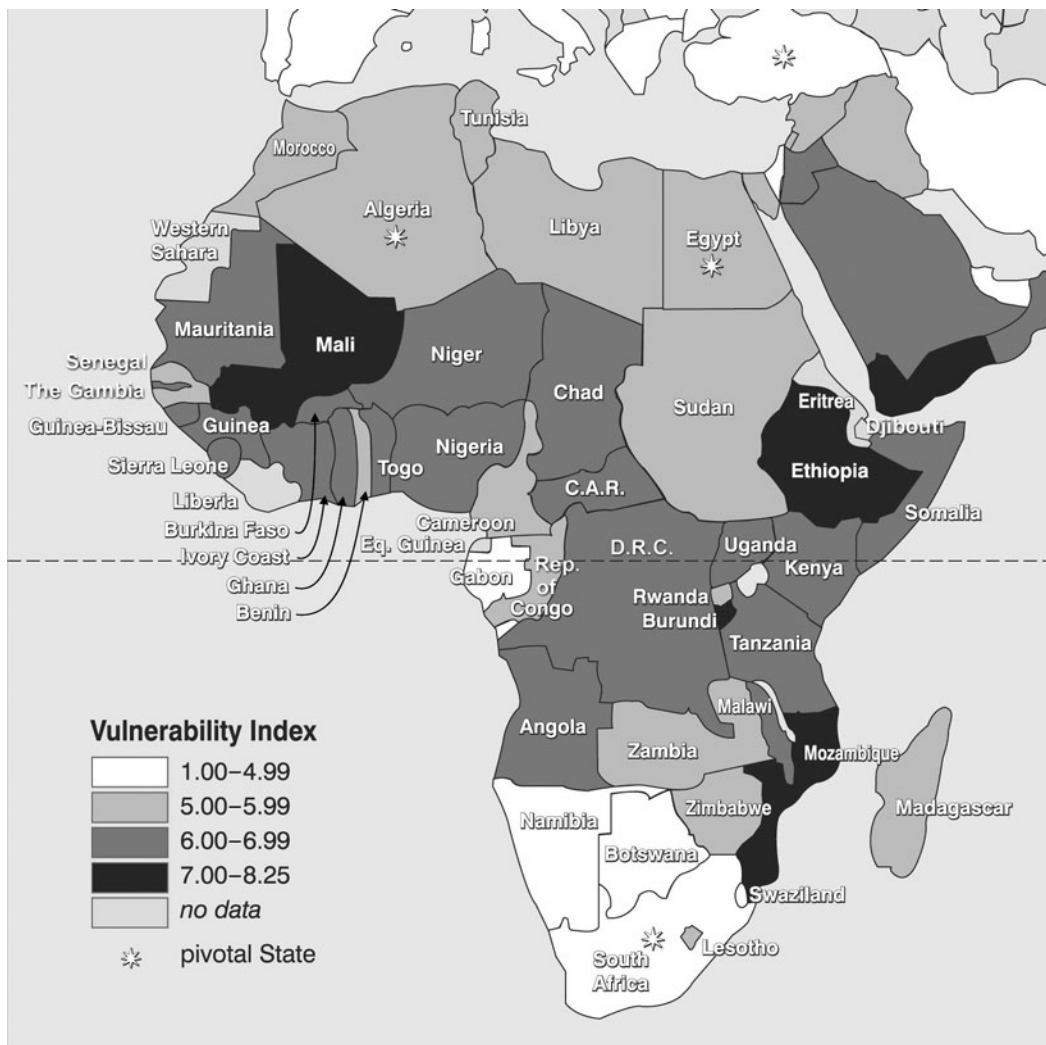 Tunisia
Morocco
Algeria
Libya
Egypt
Western
Sahara
Mauritania
Mali
Niger
Chad
Sudan
Eritrea
Djibouti
Senegal
The Gambia
Guinea-Bissau
Guinea
Nigeria
Togo
Ethiopia
Sierra Leone
C.A.R.
Somalia
Liberia
Burkina Faso
Cameroon
Ivory Coast
Eq. Guinea
D.R.C.
Uganda
Kenya
Ghana
Gabon
Rep.
of
Congo
Benin
Rwanda
Burundi
Tanzania
Angola
Malawi
Zambia
Mozambique
Zimbabwe
Madagascar
Namibia
Botswana
Swaziland
Lesotho
South
Africa
Vulnerability Index
1.00–4.99
5.00–5.99
6.00–6.99
7.00–8.25
no data
pivotal State